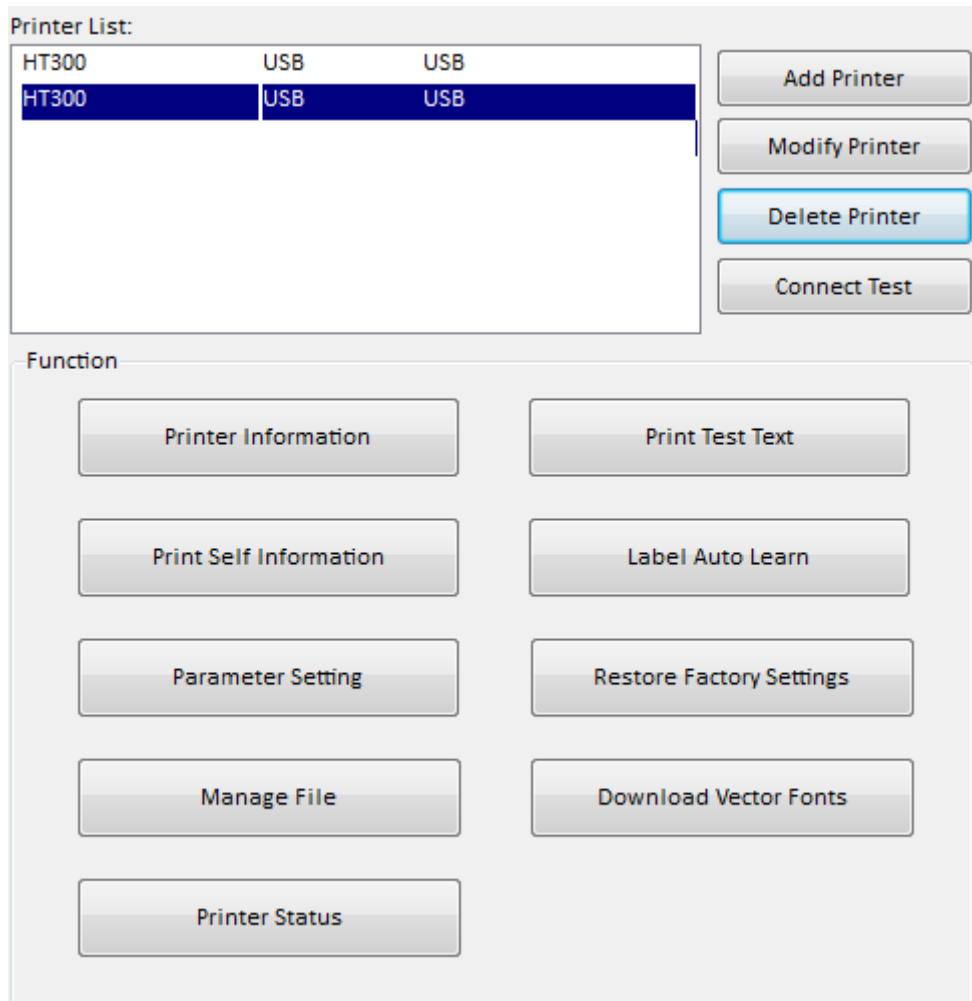 Printer List:
HT300 USB USB
HT300 USB USB
Add Printer
Modify Printer
Delete Printer
Connect Test
Function
Printer Information
Print Test Text
Print Self Information
Label Auto Learn
Parameter Setting
Restore Factory Settings
Manage File
Download Vector Fonts
Printer Status